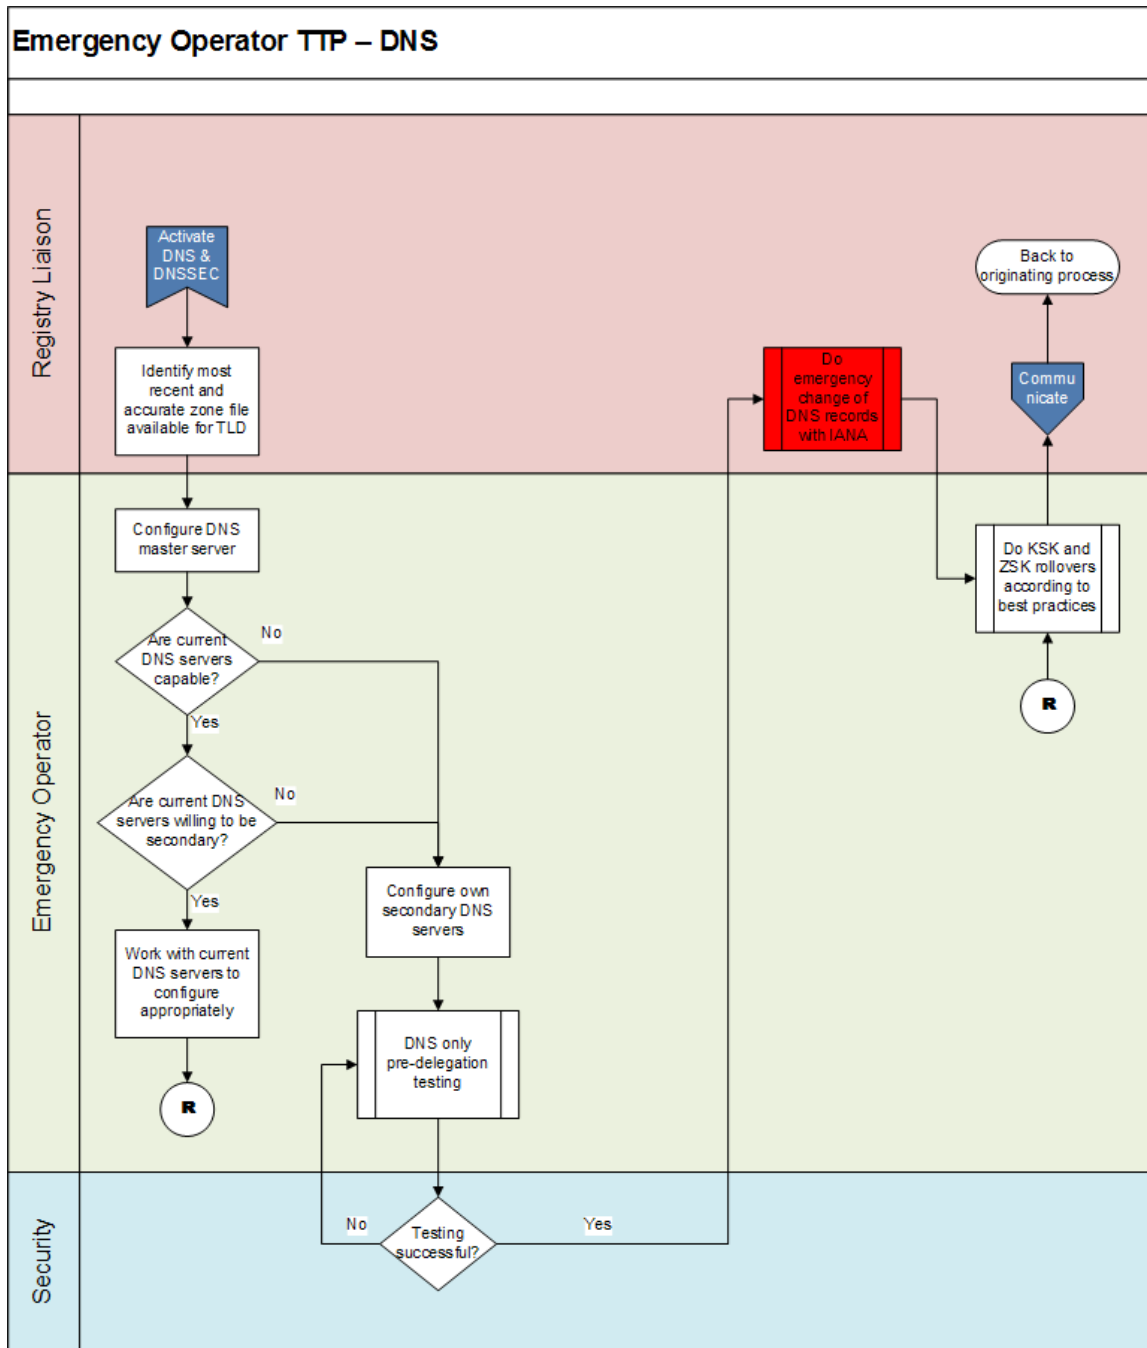 Emergency Operator TTP – DNS
Registry Liaison
Activate
DNS &
DNSSEC
Identify most
recent and
accurate zone file
available for TLD
Do
emergency
change of
DNS records
with IANA
Back to
originating process
Commu
nicate
Emergency Operator
Configure DNS
master server
Are current
DNS servers
capable?
No
Yes
Are current DNS
servers willing to be
secondary?
No
Yes
Work with current
DNS servers to
configure
appropriately
R
Configure own
secondary DNS
servers
DNS only
pre-delegation
testing
Do KSK and
ZSK rollovers
according to
best practices
R
Security
Testing
successful?
No
Yes